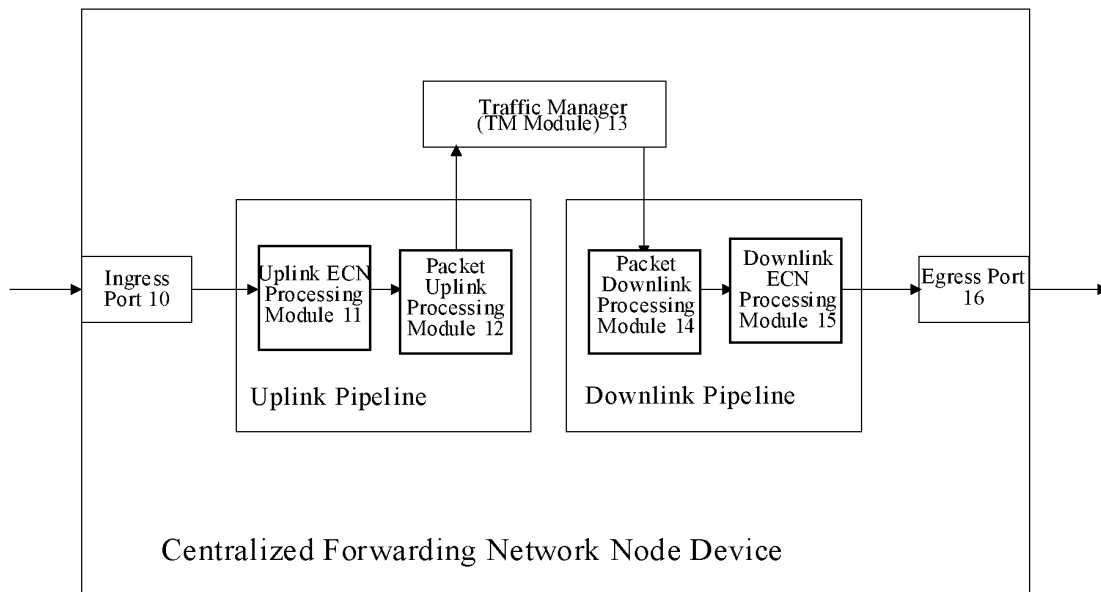 Traffic Manager
(TM Module) 13
Ingress
Port 10
Uplink ECN
Processing
Module 11
Packet
Uplink
Processing
Module 12
Uplink Pipeline
Packet
Downlink
Processing
Module 14
Downlink
ECN
Processing
Module 15
Downlink Pipeline
Egress Port
16
Centralized Forwarding Network Node Device